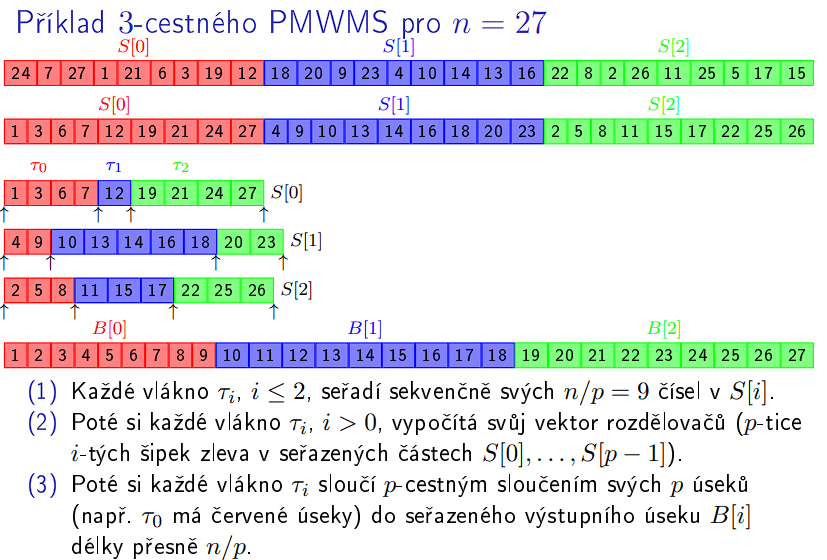 Příklad 3-cestného PMWMS pro n = 27
S[0] S[1] S[2]
24 7 27 1 21 6 3 19 12 18 20 9 23 4 10 14 13 16 22 8 2 26 11 25 5 17 15
S[0] S[1] S[2]
1 3 6 7 12 19 21 24 27 4 9 10 13 14 16 18 20 23 2 5 8 11 15 17 22 25 26
τ0 τ1 τ2
1 3 6 7 12 19 21 24 27 S[0]
↑ ↑ ↑ ↑
4 9 10 13 14 16 18 20 23 S[1]
↑ ↑ ↑ ↑
2 5 8 11 15 17 22 25 26 S[2]
↑ ↑ ↑ ↑
B[0] B[1] B[2]
1 2 3 4 5 6 7 8 9 10 11 12 13 14 15 16 17 18 19 20 21 22 23 24 25 26 27
(1) Každé vlákno τi, i ≤ 2, seřadí sekvenčně svých n/p = 9 čísel v S[i].
(2) Poté si každé vlákno τi, i > 0, vypočítá svůj vektor rozdělovačů (p-tice
i-tých šipek zleva v seřazených částech S[0], . . . , S[p − 1]).
(3) Poté si každé vlákno τi sloučí p-cestným sloučením svých p úseků
(např. τ0 má červené úseky) do seřazeného výstupního úseku B[i]
délky přesně n/p.